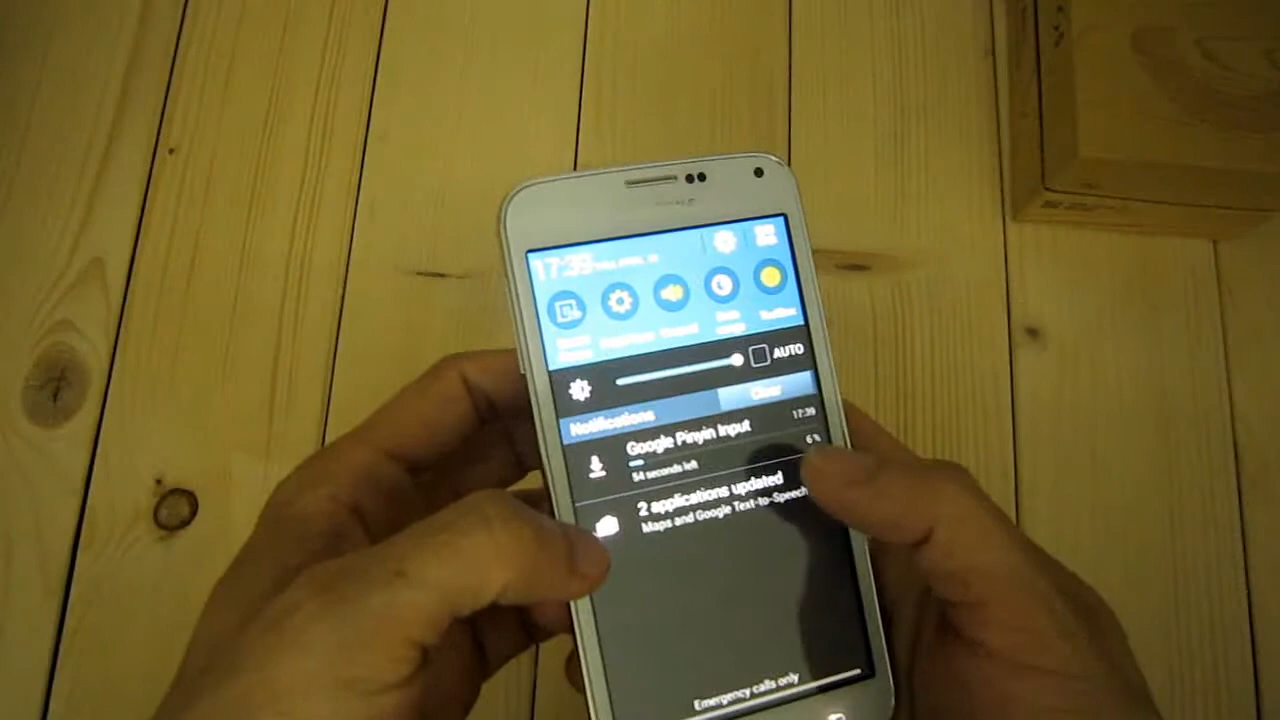 17:39
AUTO
Notifications
Clear
Google Pinyin Input
17:39
54 seconds left
6%
2 applications updated
Maps and Google Text-to-Speech
Emergency calls only